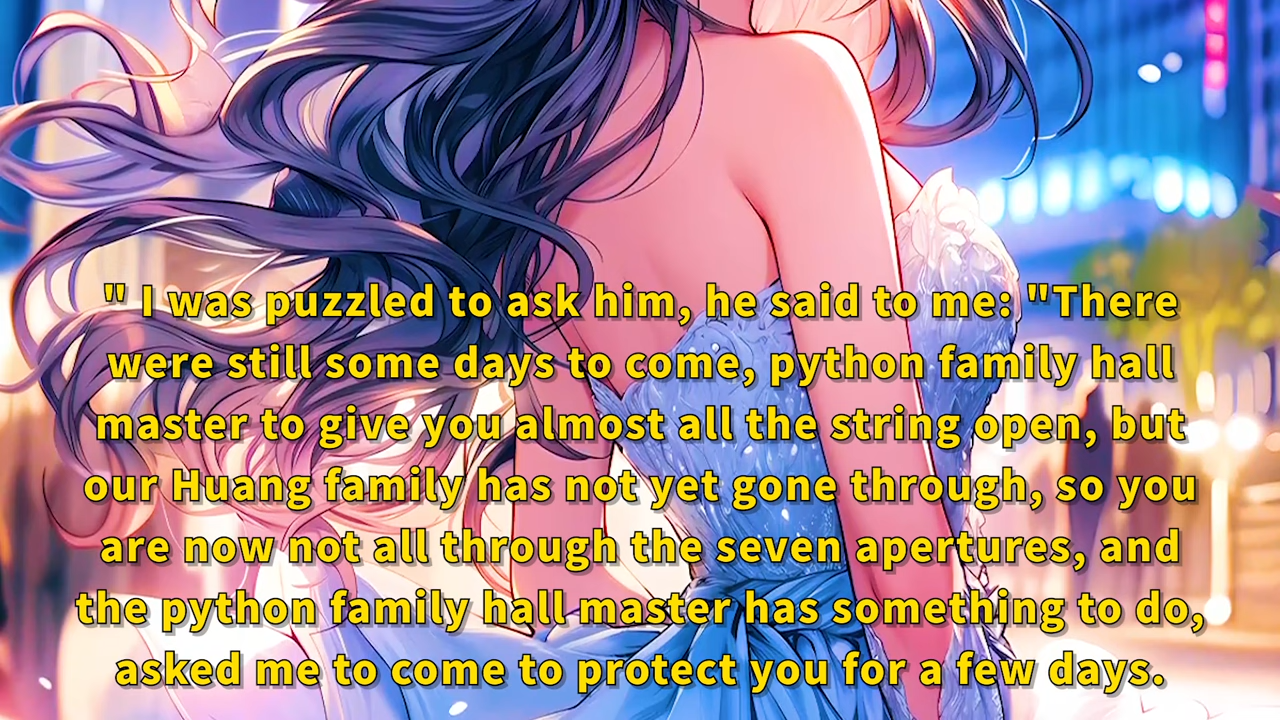 " I was puzzled to ask him, he said to me: "There
were still some days to come, python family hall
master to give you almost all the string open, but
our Huang family has not yet gone through, so you
are now not all through the seven apertures, and
the python family hall master has something to do,
asked me to come to protect you for a few days.